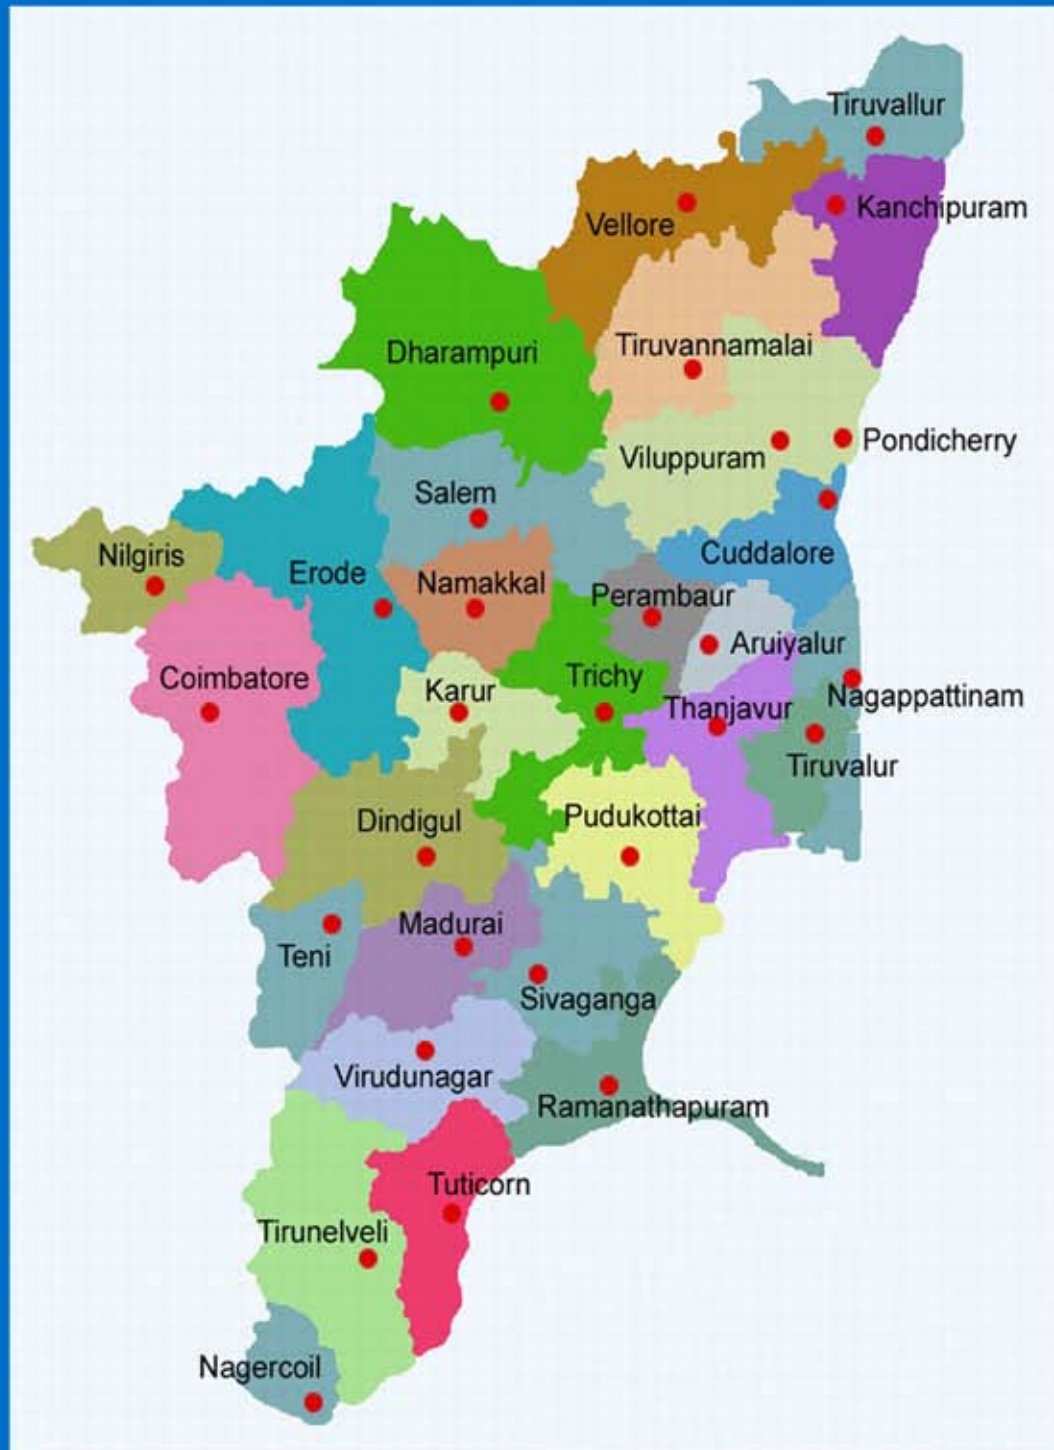 Tiruvallur
Kanchipuram
Vellore
Tiruvannamalai
Dharampuri
Pondicherry
Viluppuram
Salem
Cuddalore
Nilgiris
Erode
Namakkal
Perambaur
Aruiyalur
Coimbatore
Karur
Trichy
Nagappattinam
Thanjavur
Tiruvalur
Dindigul
Pudukottai
Madurai
Teni
Sivaganga
Virudunagar
Ramanathapuram
Tuticorn
Tirunelveli
Nagercoil